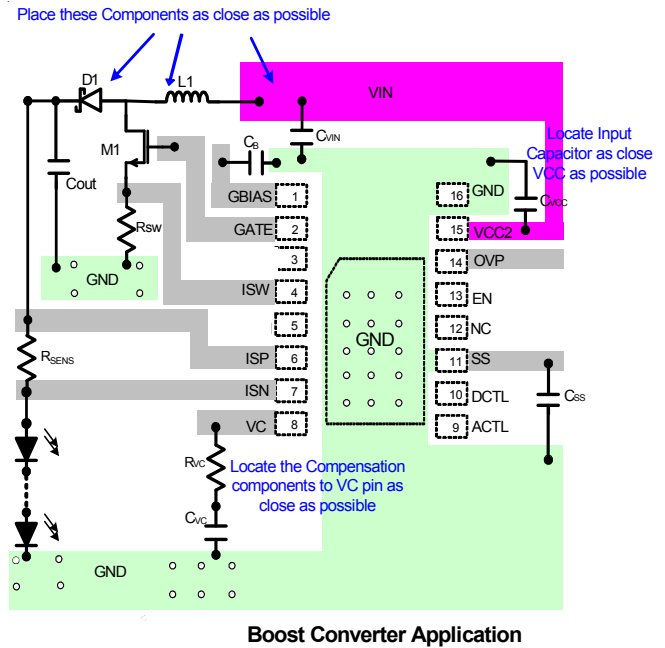 Place these Components as close as possible
D1
L1
VIN
M1
CB
CVIN
Locate Input
Capacitor as close
VCC as possible
Cout
GBIAS
1
16
GND
CVCC
RSW
GATE
2
15
VCC2
3
14
OVP
GND
ISW
4
13
EN
5
12
NC
GND
RSENS
ISP
6
11
SS
ISN
7
10
DCTL
CSS
VC
8
9
ACTL
RVC
Locate the Compensation
components to VC pin as
close as possible
CVC
GND
Boost Converter Application